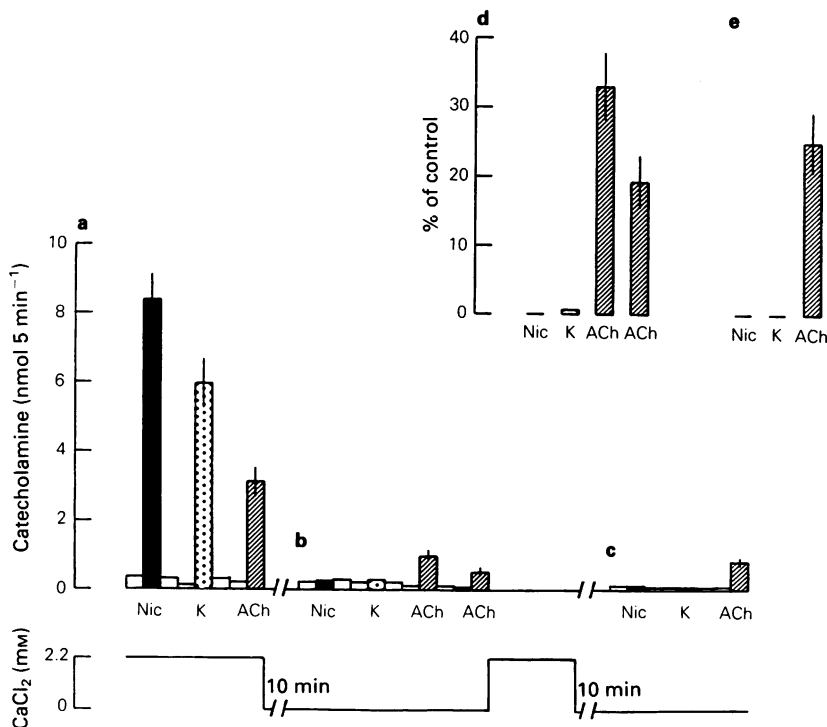 d
e
40
30
20
10
0
% of control
Nic K ACh ACh
Nic K ACh
a
10
8
6
4
2
0
Catecholamine (nmol 5 min⁻¹)
b
c
Nic K ACh
Nic K ACh ACh
Nic K ACh
2.2
0
CaCl₂ (mM)
10 min
10 min